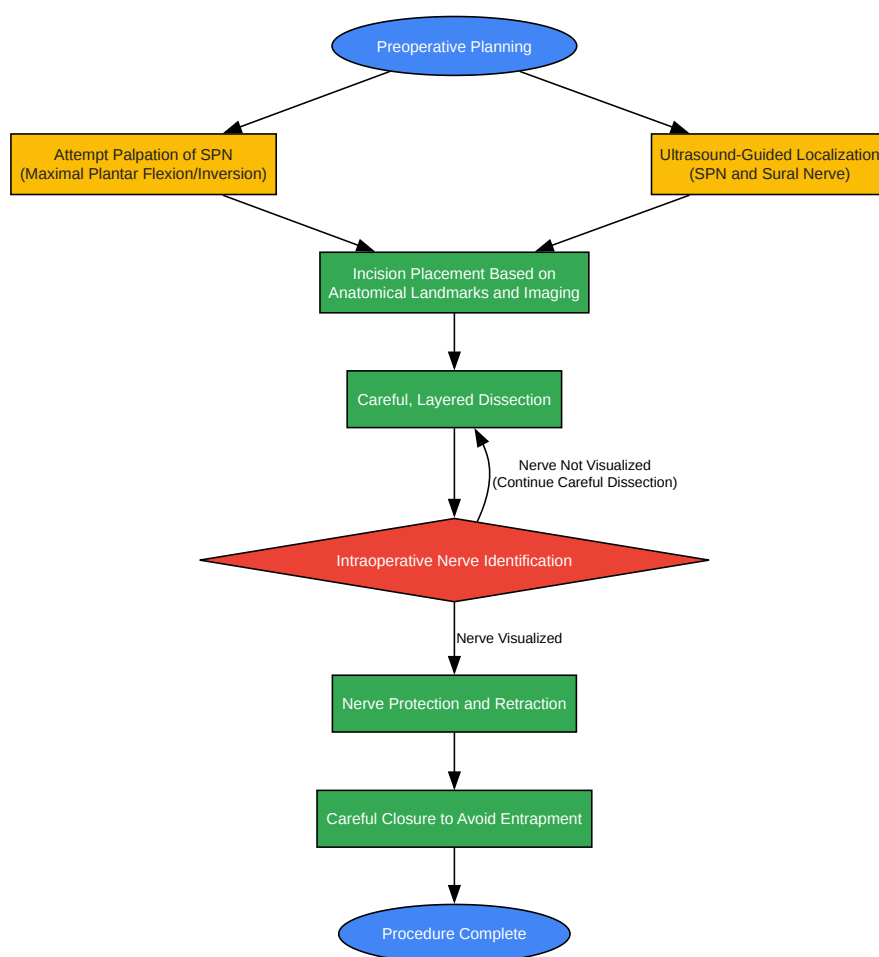 Preoperative Planning
Attempt Palpation of SPN
(Maximal Plantar Flexion/Inversion)
Ultrasound-Guided Localization
(SPN and Sural Nerve)
Incision Placement Based on
Anatomical Landmarks and Imaging
Careful, Layered Dissection
Nerve Not Visualized
(Continue Careful Dissection)
Intraoperative Nerve Identification
Nerve Visualized
Nerve Protection and Retraction
Careful Closure to Avoid Entrapment
Procedure Complete